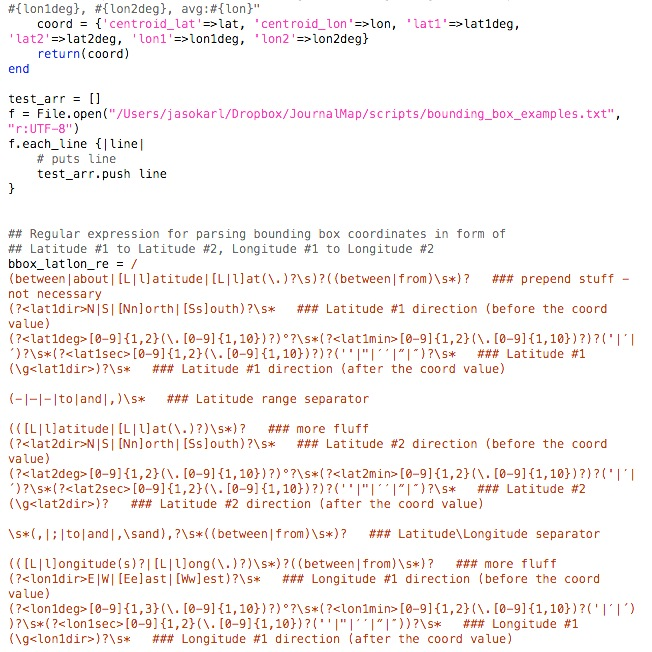 #{lon1deg}, #{lon2deg}, avg:#{lon}"
    coord = {'centroid_lat'=>lat, 'centroid_lon'=>lon, 'lat1'=>lat1deg,
'lat2'=>lat2deg, 'lon1'=>lon1deg, 'lon2'=>lon2deg}
    return(coord)
end
test_arr = []
f = File.open("/Users/jasokarl/Dropbox/JournalMap/scripts/bounding_box_examples.txt",
"r:UTF-8")
f.each_line {|line|
    # puts line
    test_arr.push line
}
## Regular expression for parsing bounding box coordinates in form of
## Latitude #1 to Latitude #2, Longitude #1 to Longitude #2
bbox_latlon_re = /
(between|about|[L|l]atitude|[L|l]at(\.)?\s)?((between|from)\s*)?   ### prepend stuff –
not necessary
(?<lat1dir>N|S|[Nn]orth|[Ss]outh)?\s*   ### Latitude #1 direction (before the coord
value)
(?<lat1deg>[0-9]{1,2}(\.[0-9]{1,10})?)°?\s*(?<lat1min>[0-9]{1,2}(\.[0-9]{1,10})?)?('|′|
´)?\s*(?<lat1sec>[0-9]{1,2}(\.[0-9]{1,10})?)?(''|"|´´|″|˝)?\s*   ### Latitude #1
(\g<lat1dir>)?\s*   ### Latitude #1 direction (after the coord value)
(-|–|-|to|and|,)\s*   ### Latitude range separator
(([L|l]atitude|[L|l]at(\.)?)\s*)?   ### more fluff
(?<lat2dir>N|S|[Nn]orth|[Ss]outh)?\s*   ### Latitude #2 direction (before the coord
value)
(?<lat2deg>[0-9]{1,2}(\.[0-9]{1,10})?)°?\s*(?<lat2min>[0-9]{1,2}(\.[0-9]{1,10})?)?('|′|
´)?\s*(?<lat2sec>[0-9]{1,2}(\.[0-9]{1,10})?)?(''|"|´´|″|˝)?\s*   ### Latitude #2
(\g<lat2dir>)?   ### Latitude #2 direction (after the coord value)
\s*(,|;|to|and|,\sand),?\s*((between|from)\s*)?   ### Latitude\Longitude separator
(([L|l]ongitude(s)?|[L|l]ong(\.)?)\s*)?((between|from)\s*)?   ### more fluff
(?<lon1dir>E|W|[Ee]ast|[Ww]est)?\s*   ### Longitude #1 direction (before the coord
value)
(?<lon1deg>[0-9]{1,3}(\.[0-9]{1,10})?)°?\s*(?<lon1min>[0-9]{1,2}(\.[0-9]{1,10})?('|′|´)
)?\s*(?<lon1sec>[0-9]{1,2}(\.[0-9]{1,10})?(''|"|´´|″|˝))?\s*   ### Longitude #1
(\g<lon1dir>)?\s*   ### Longitude #1 direction (after the coord value)